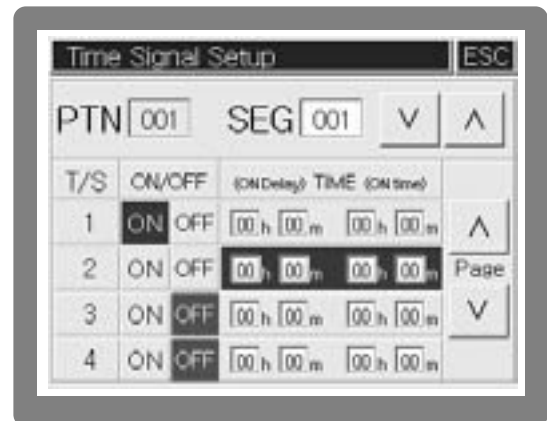 Time Signal Setup ESC
PTN 001 SEG 001 V Λ
T/S ON/OFF (ON Delay) TIME (ON time)
1 ON OFF 00 h 00 m 00 h 00 m Λ
2 ON OFF 00 h 00 m 00 h 00 m Page
3 ON OFF 00 h 00 m 00 h 00 m V
4 ON OFF 00 h 00 m 00 h 00 m